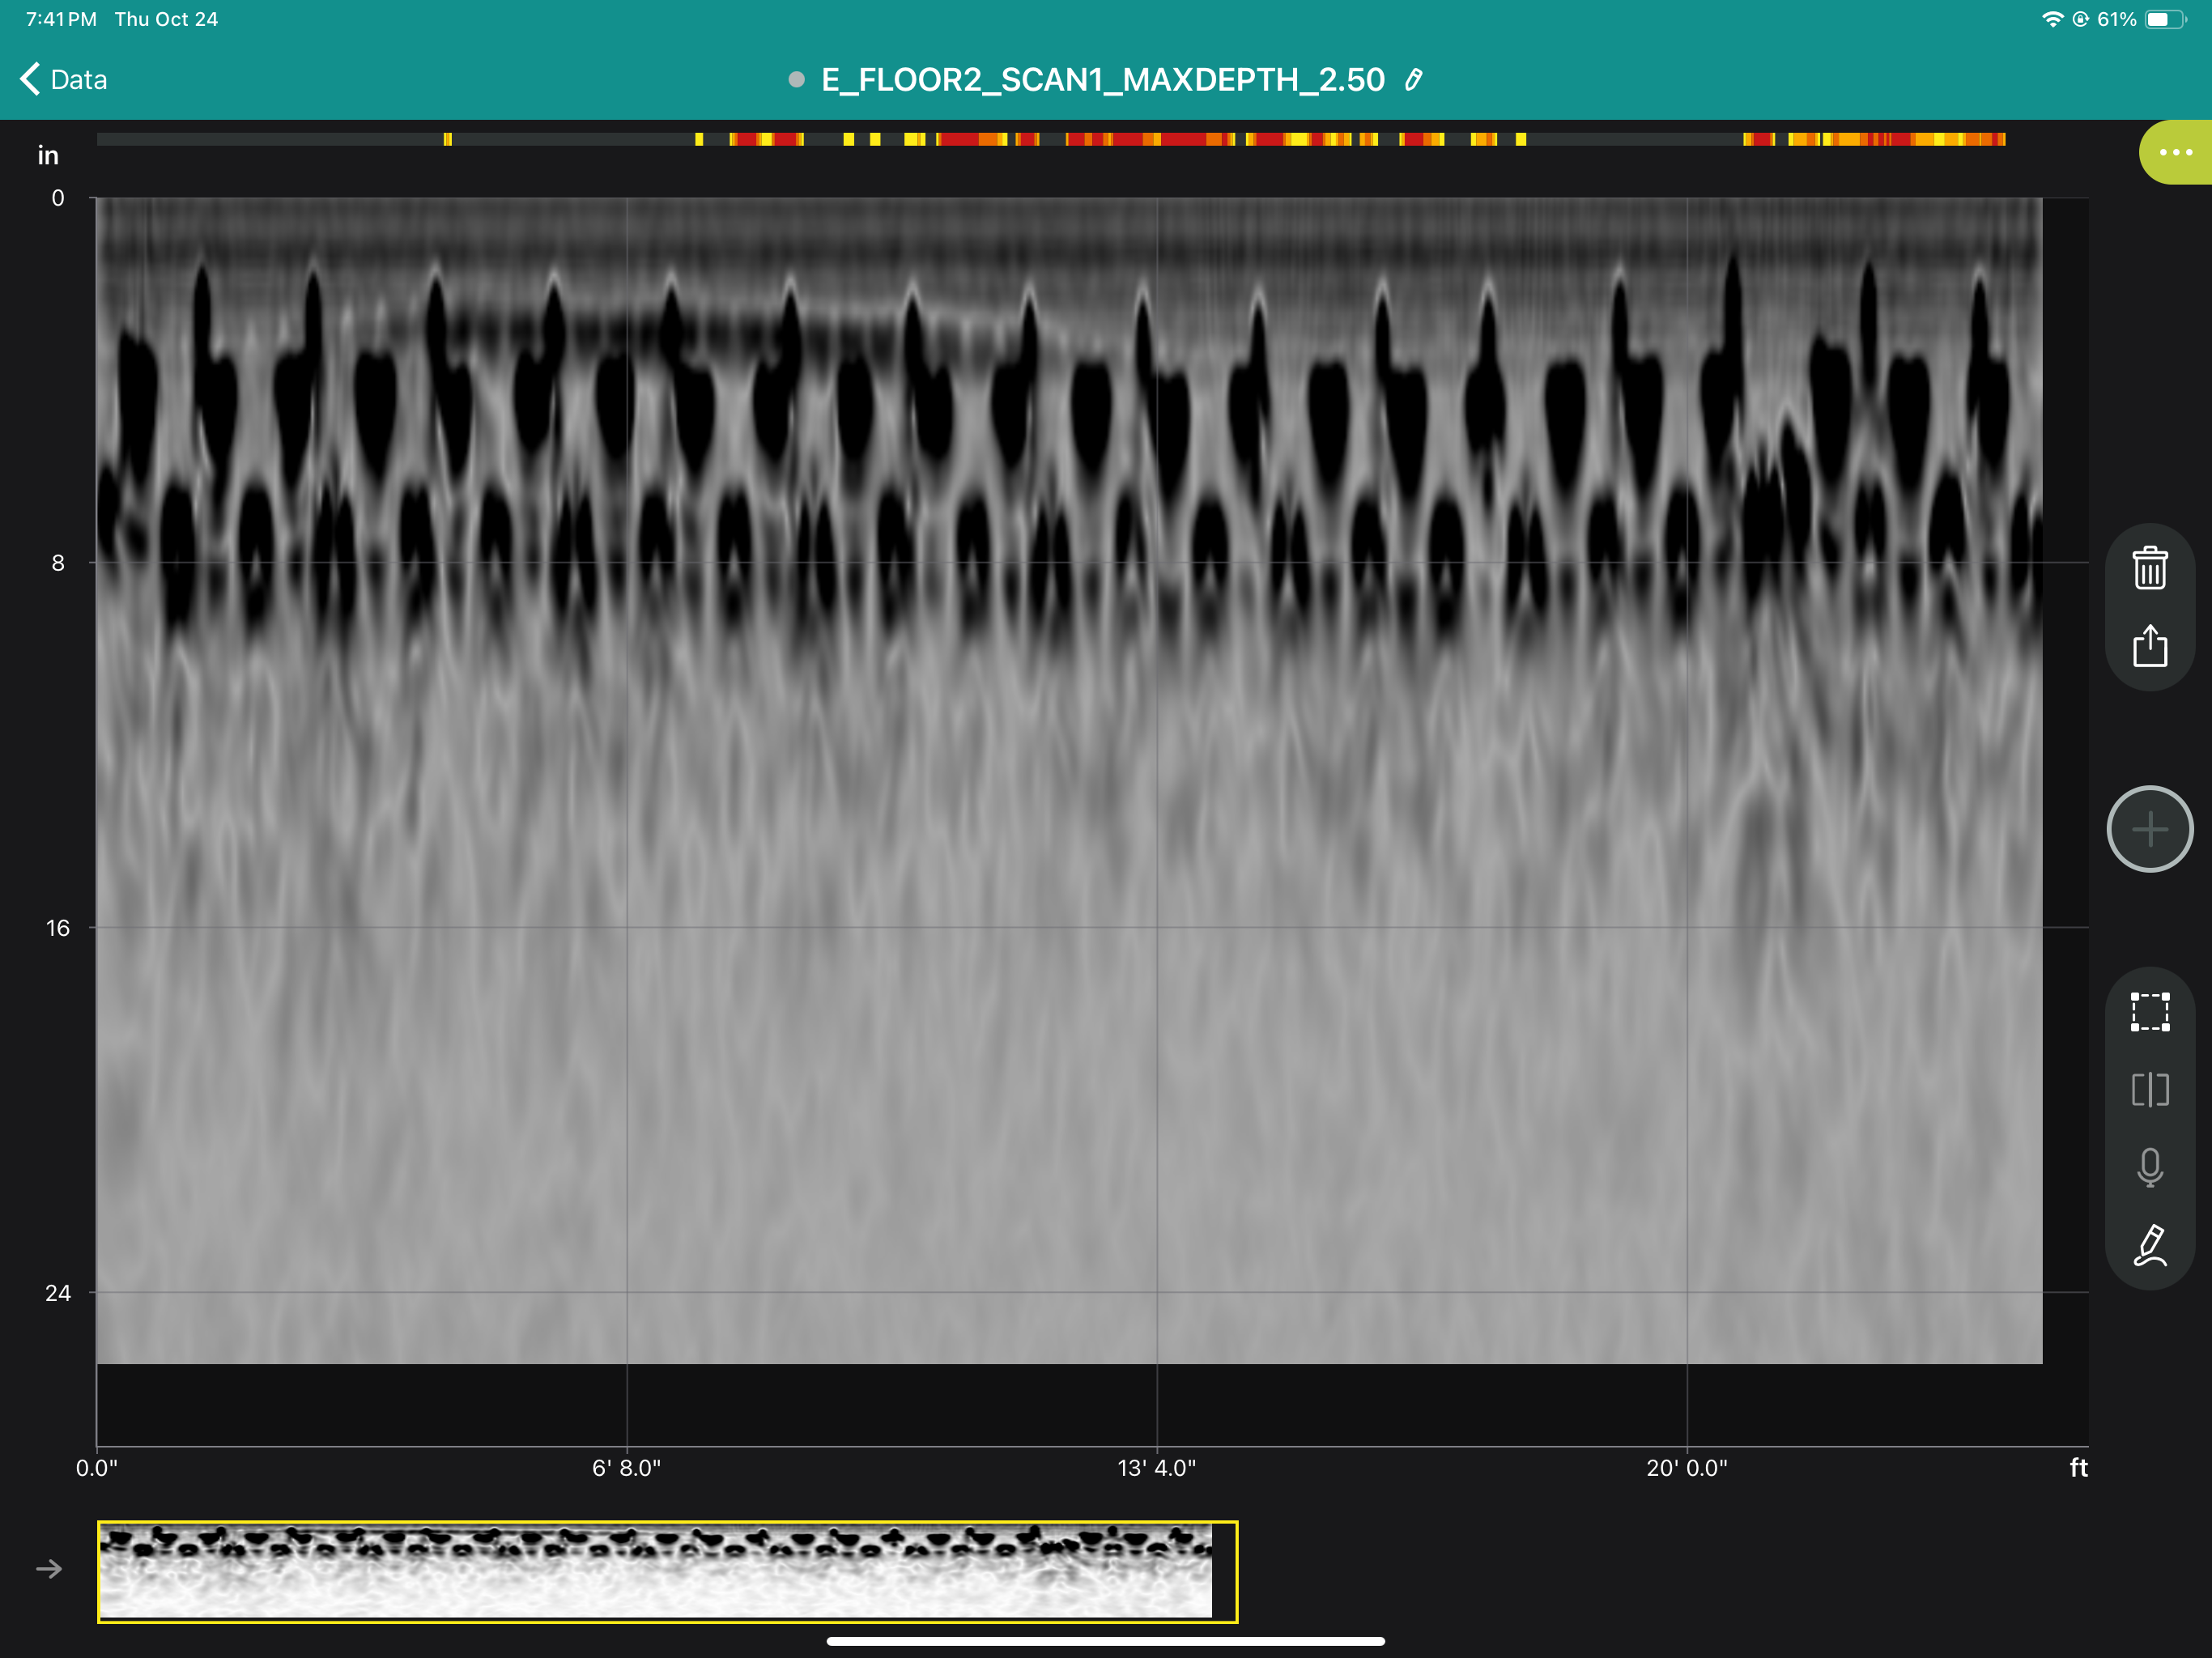 7:41 PM Thu Oct 24
61%
Data
E_FLOOR2_SCAN1_MAXDEPTH_2.50
in
0
8
16
24
0.0" 6' 8.0" 13' 4.0" 20' 0.0" ft